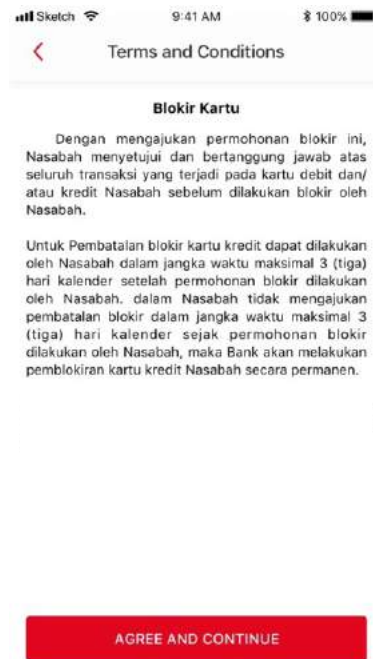 Sketch 9:41 AM 100%
Terms and Conditions
Blokir Kartu
Dengan mengajukan permohonan blokir ini,
Nasabah menyetujui dan bertanggung jawab atas
seluruh transaksi yang terjadi pada kartu debit dan/
atau kredit Nasabah sebelum dilakukan blokir oleh
Nasabah.
Untuk Pembatalan blokir kartu kredit dapat dilakukan
oleh Nasabah dalam jangka waktu maksimal 3 (tiga)
hari kalender setelah permohonan blokir dilakukan
oleh Nasabah. dalam Nasabah tidak mengajukan
pembatalan blokir dalam jangka waktu maksimal 3
(tiga) hari kalender sejak permohonan blokir
dilakukan oleh Nasabah, maka Bank akan melakukan
pemblokiran kartu kredit Nasabah secara permanen.
AGREE AND CONTINUE